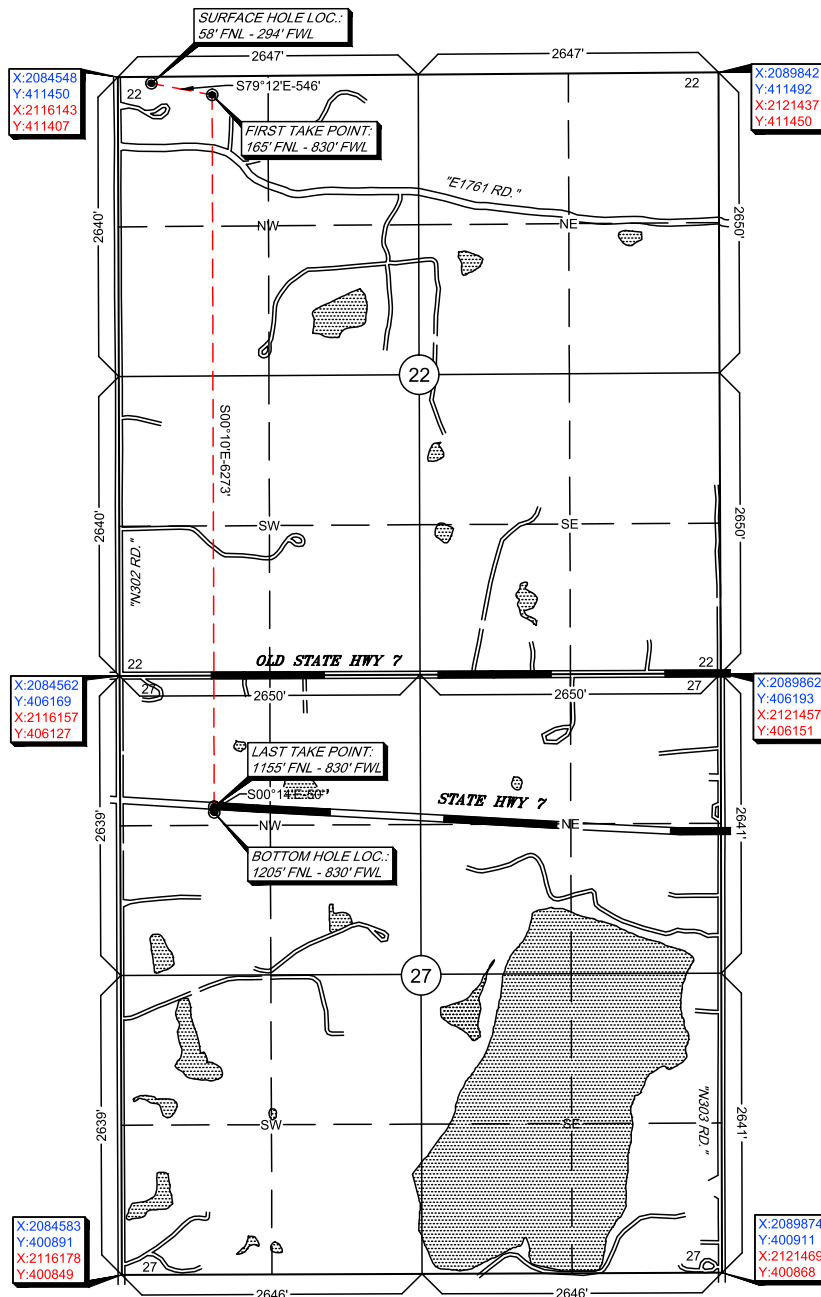 SURFACE HOLE LOC.:
58' FNL - 294' FWL
2647'
2647'
X:2084548
Y:411450
X:2116143
Y:411407
X:2089842
Y:411492
X:2121437
Y:411450
22
S79°12'E-546'
22
FIRST TAKE POINT:
165' FNL - 830' FWL
"E1761 RD."
2640'
NW
NE
2650'
22
S00°10'E-6273'
2640'
"N302 RD."
SW
SE
2650'
22
OLD STATE HWY 7
22
X:2084562
Y:406169
X:2116157
Y:406127
27
2650'
2650'
27
X:2089862
Y:406193
X:2121457
Y:406151
LAST TAKE POINT:
1155' FNL - 830' FWL
S00°14'E-50'
STATE HWY 7
2639'
NW
NE
2641'
BOTTOM HOLE LOC.:
1205' FNL - 830' FWL
27
2639'
SW
SE
"N303 RD."
2641'
X:2084583
Y:400891
X:2116178
Y:400849
27
27
X:2089874
Y:400911
X:2121469
Y:400868
2646'
2646'